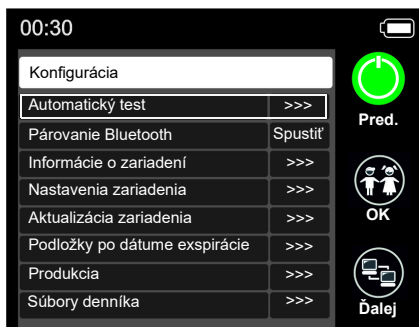 00:30
Konfigurácia
Automatický test >>>
Pred.
Párovanie Bluetooth Spustiť
Informácie o zariadení >>>
Nastavenia zariadenia >>>
OK
Aktualizácia zariadenia >>>
Podložky po dátume exspirácie >>>
Produkcia >>>
Súbory denníka >>>
Ďalej